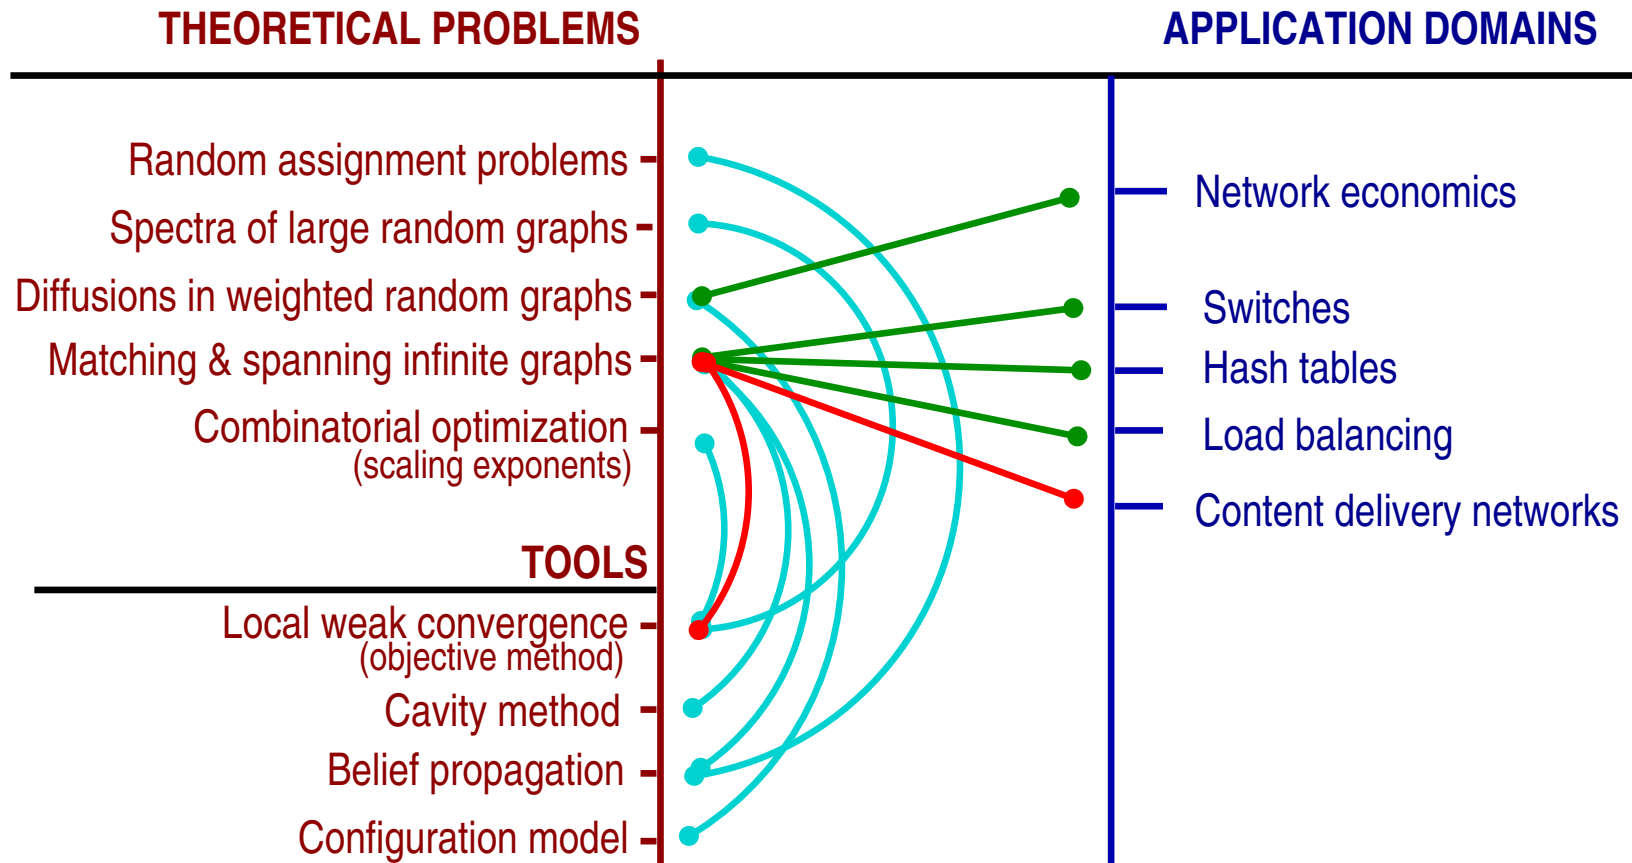 THEORETICAL PROBLEMS
APPLICATION DOMAINS
Random assignment problems
Spectra of large random graphs
Diffusions in weighted random graphs
Matching & spanning infinite graphs
Combinatorial optimization
(scaling exponents)
TOOLS
Local weak convergence
(objective method)
Cavity method
Belief propagation
Configuration model
Network economics
Switches
Hash tables
Load balancing
Content delivery networks